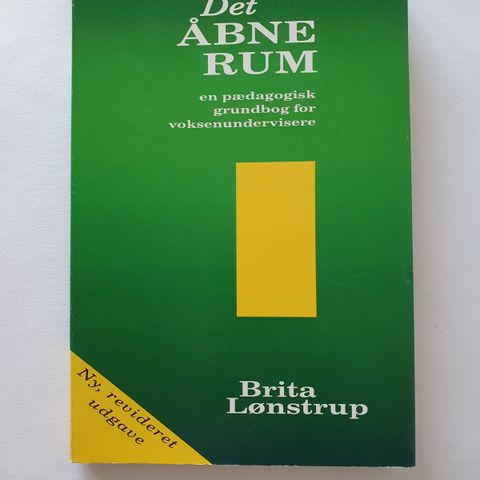 Det
ÅBNE
RUM
en pædagogisk
grundbog for
voksenundervisere
Brita
Lønstrup
Ny, revideret
udgave